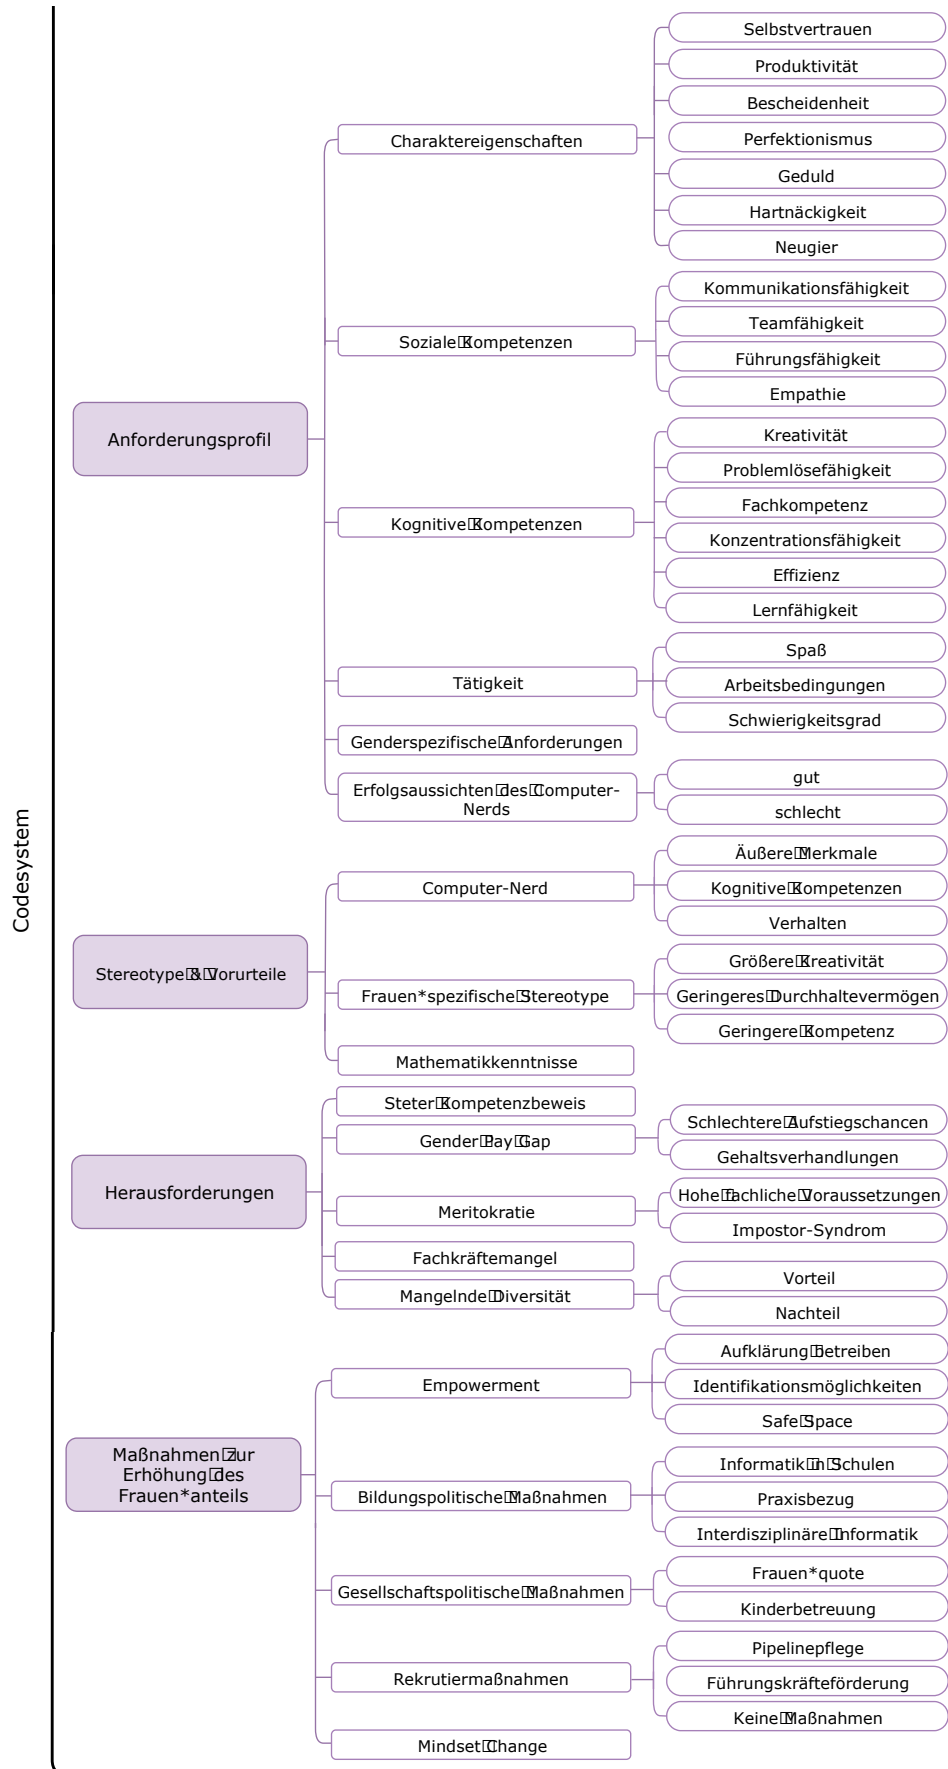 Codesystem
Anforderungsprofil
Charaktereigenschaften
Selbstvertrauen
Produktivität
Bescheidenheit
Perfektionismus
Geduld
Hartnäckigkeit
Neugier
Soziale Kompetenzen
Kommunikationsfähigkeit
Teamfähigkeit
Führungsfähigkeit
Empathie
Kognitive Kompetenzen
Kreativität
Problemlösefähigkeit
Fachkompetenz
Konzentrationsfähigkeit
Effizienz
Lernfähigkeit
Tätigkeit
Spaß
Arbeitsbedingungen
Schwierigkeitsgrad
Genderspezifische Anforderungen
Erfolgsaussichten des Computer-
Nerds
gut
schlecht
Stereotype & Vorurteile
Computer-Nerd
Äußere Merkmale
Kognitive Kompetenzen
Verhalten
Frauen*spezifische Stereotype
Größere Kreativität
Geringeres Durchhaltevermögen
Geringere Kompetenz
Mathematikkenntnisse
Herausforderungen
Steter Kompetenzbeweis
Gender Pay Gap
Schlechtere Aufstiegschancen
Gehaltsverhandlungen
Meritokratie
Hohe fachliche Voraussetzungen
Impostor-Syndrom
Fachkräftemangel
Mangelnde Diversität
Vorteil
Nachteil
Maßnahmen zur
Erhöhung des
Frauen*anteils
Empowerment
Aufklärung betreiben
Identifikationsmöglichkeiten
Safe Space
Bildungspolitische Maßnahmen
Informatik in Schulen
Praxisbezug
Interdisziplinäre Informatik
Gesellschaftspolitische Maßnahmen
Frauen*quote
Kinderbetreuung
Rekrutiermaßnahmen
Pipelinepflege
Führungskräfteförderung
Keine Maßnahmen
Mindset Change